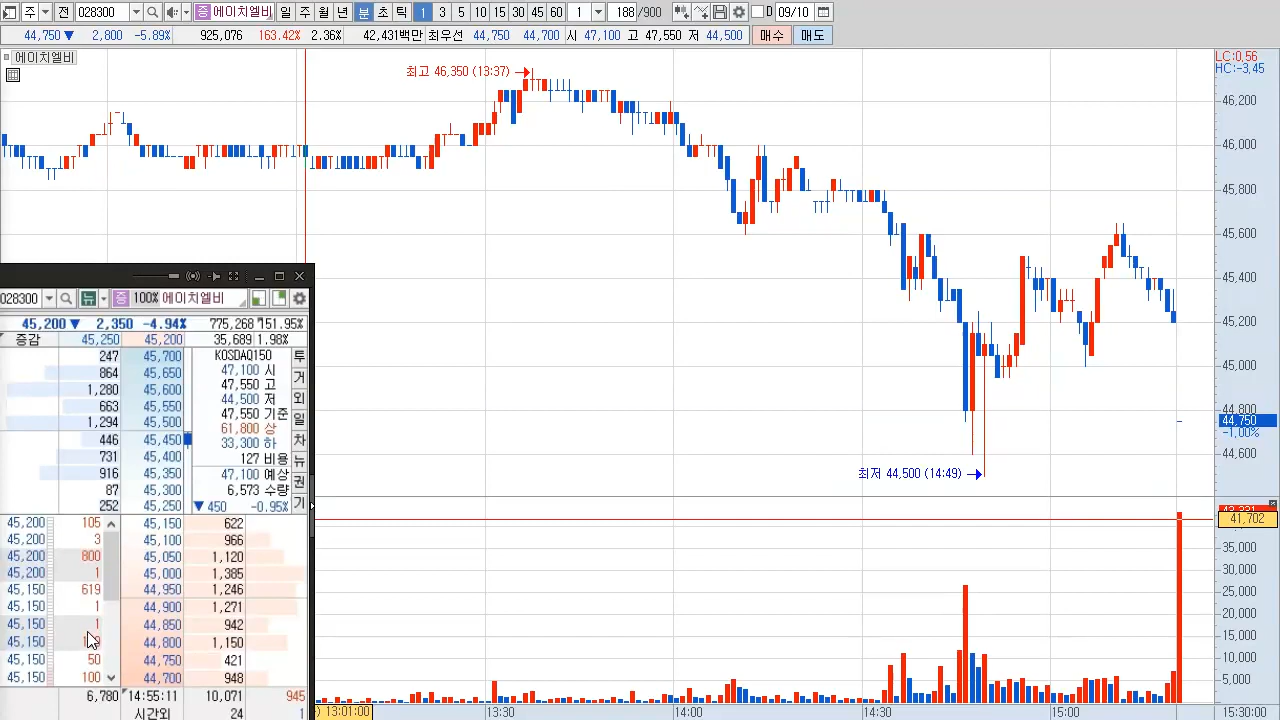 주 전 028300 증 에이치엘비 일 주 월 년 분 초 틱 1 3 5 10 15 30 45 60 1 188 /900 D 09/10
44,750 ▼ 2,800 -5.89% 925,076 163.42% 2.36% 42,431백만 최우선 44,750 44,700 시 47,100 고 47,550 저 44,500 매수 매도
에이치엘비
LC:0.56
HC:-3.45
최고 46,350 (13:37)
46,200
46,000
45,800
45,600
45,400
45,200
45,000
44,800
44,750
-1.00%
44,600
최저 44,500 (14:49)
41,702
35,000
30,000
25,000
20,000
15,000
10,000
5,000
13:01:00 13:30 14:00 14:30 15:00 15:30:00
028300 뉴 증 100% 에이치엘비
45,200 ▼ 2,350 -4.94% 775,268 151.95%
증감 45,250 45,200 35,689 1.98%
247 45,700 KOSDAQ150 투
864 45,650 47,100 시 거
1,280 45,600 47,550 고
663 45,550 44,500 저 외
1,294 45,500 47,550 기준 일
446 45,450 61,800 상
33,300 하 차
731 45,400 127 비용 뉴
916 45,350 47,100 예상 권
87 45,300 6,573 수량
252 45,250 ▼ 450 -0.95% 기
45,200 105 45,150 622
45,200 3 45,100 966
45,200 800 45,050 1,120
45,200 1 45,000 1,385
45,150 619 44,950 1,246
45,150 1 44,900 1,271
45,150 1 44,850 942
45,150 44,800 1,150
45,150 50 44,750 421
45,150 100 44,700 948
6,780 14:55:11 10,071 945
시간외 24 1